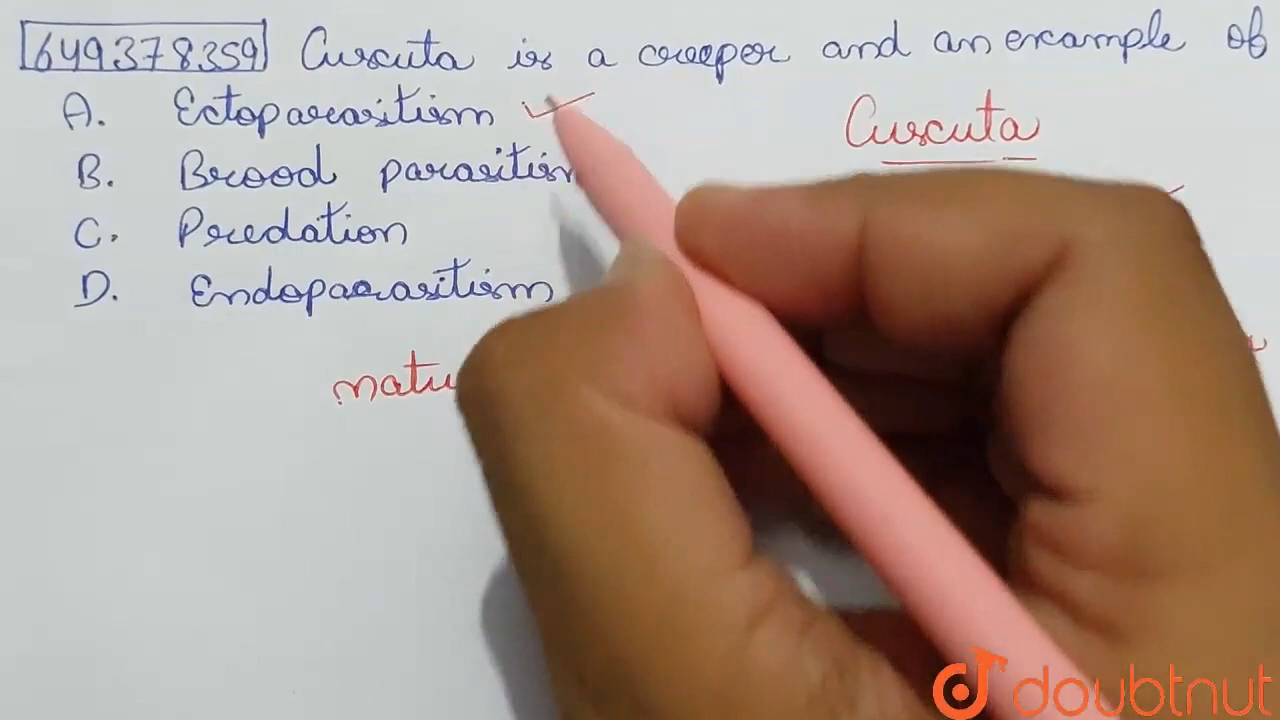 649378359 Cuscuta is a creeper and an example of
A. Ectoparasitism
Cuscuta
B. Brood parasitism
C. Predation
D. Endoparasitism
doubtnut